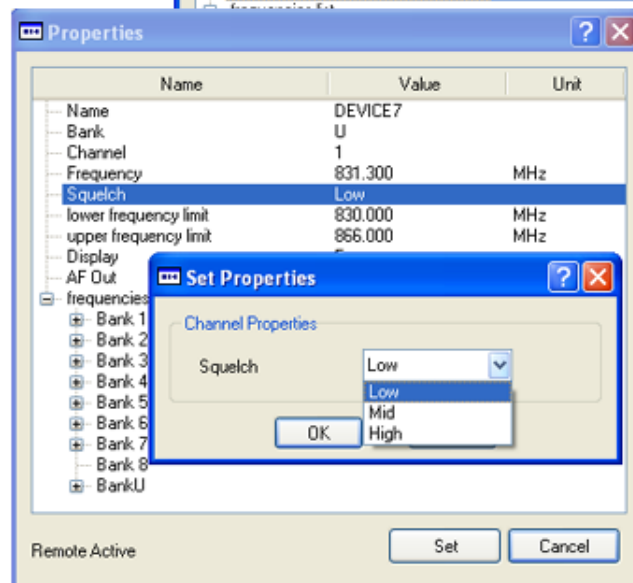 frequencies list
Properties
Name Value Unit
Name DEVICE7
Bank U
Channel 1
Frequency 831.300 MHz
Squelch Low
lower frequency limit 830.000 MHz
upper frequency limit 866.000 MHz
Display
AF Out
Set Properties
frequencies
Bank 1
Channel Properties
Bank 2
Bank 3
Squelch Low
Bank 4
Low
Bank 5
Mid
Bank 6
OK High
Bank 7
Bank 8
BankU
Remote Active Set Cancel